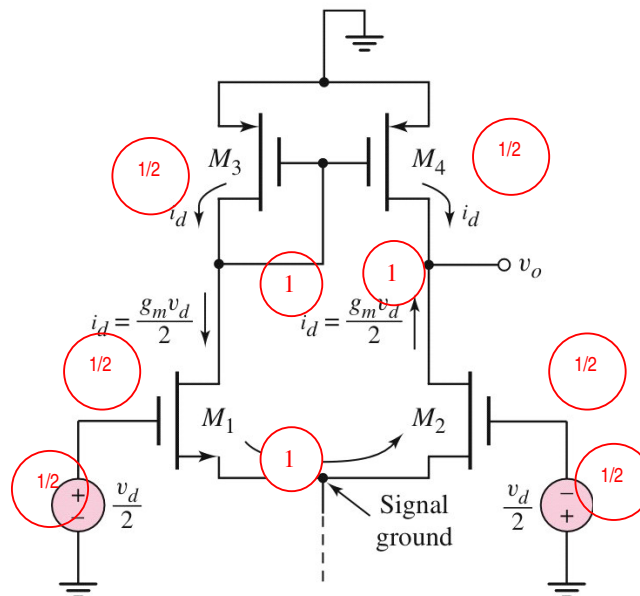 1/2
M3
M4
1/2
id
id
1
1
vo
id = gmvd/2
id = gmvd/2
1/2
1/2
M1
M2
1
1/2
1/2
+
−
vd/2
Signal
ground
vd/2
−
+